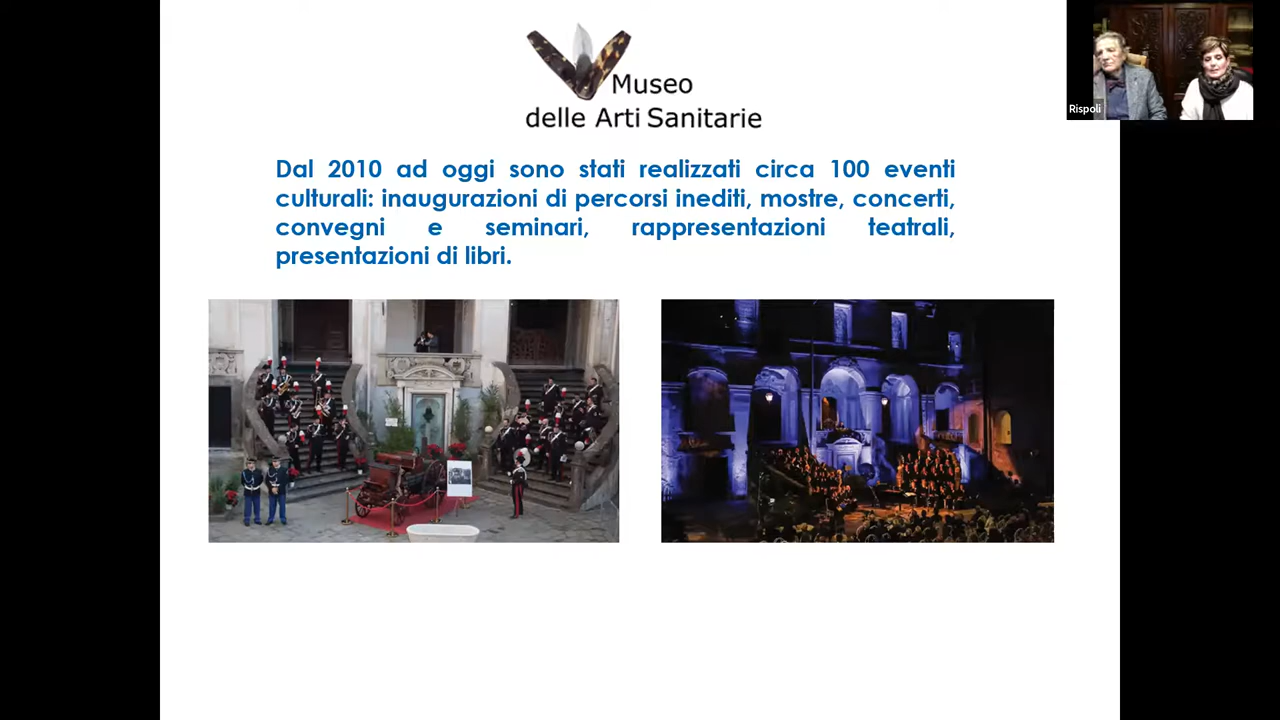 Museo
delle Arti Sanitarie
Rispoli
Dal 2010 ad oggi sono stati realizzati circa 100 eventi
culturali: inaugurazioni di percorsi inediti, mostre, concerti,
convegni e seminari, rappresentazioni teatrali,
presentazioni di libri.